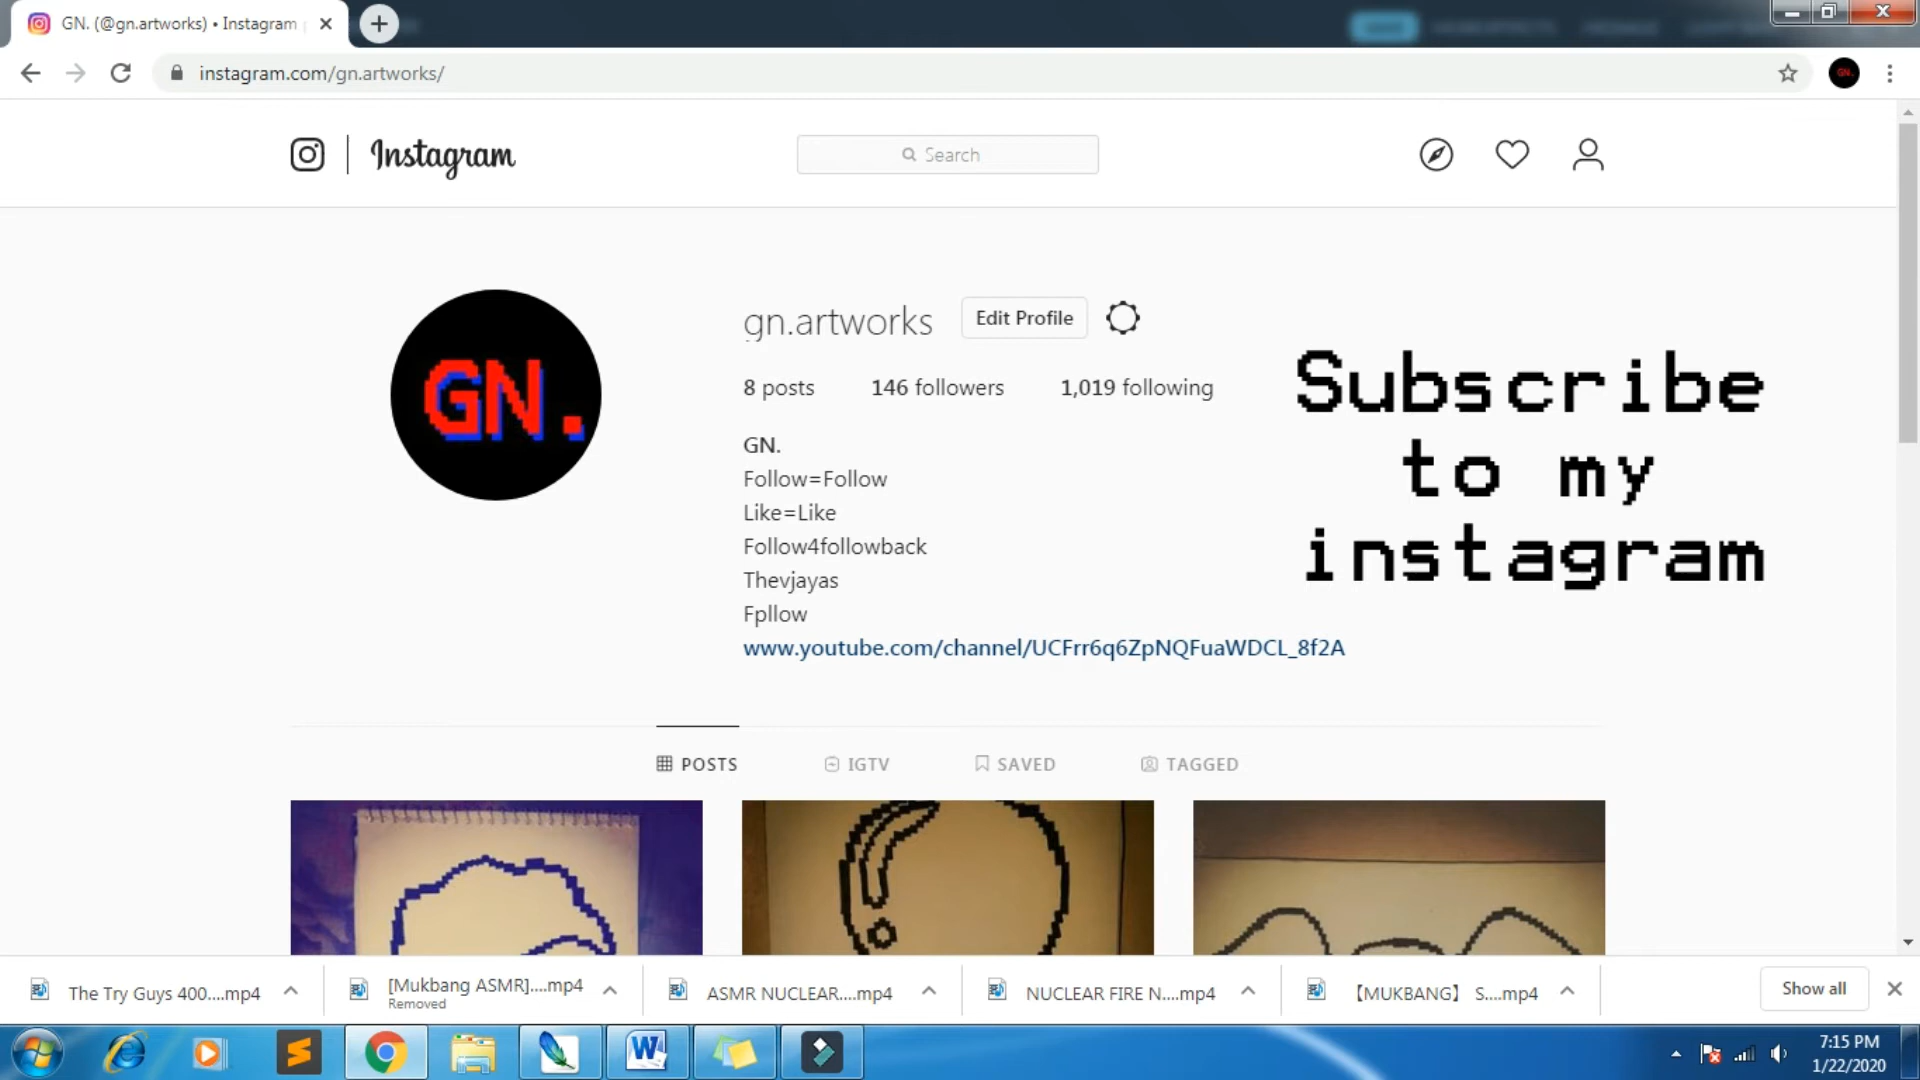 GN. (@gn.artworks) • Instagram
instagram.com/gn.artworks/
GN.
Instagram
Search
gn.artworks
Edit Profile
8 posts 146 followers 1,019 following
GN.
GN.
Follow=Follow
Like=Like
Follow4followback
Thevjayas
Fpllow
www.youtube.com/channel/UCFrr6q6ZpNQFuaWDCL_8f2A
Subscribe
to my
instagram
POSTS IGTV SAVED TAGGED
The Try Guys 400....mp4
[Mukbang ASMR]....mp4
Removed
ASMR NUCLEAR....mp4
NUCLEAR FIRE N....mp4
【MUKBANG】 S....mp4
Show all
7:15 PM
1/22/2020